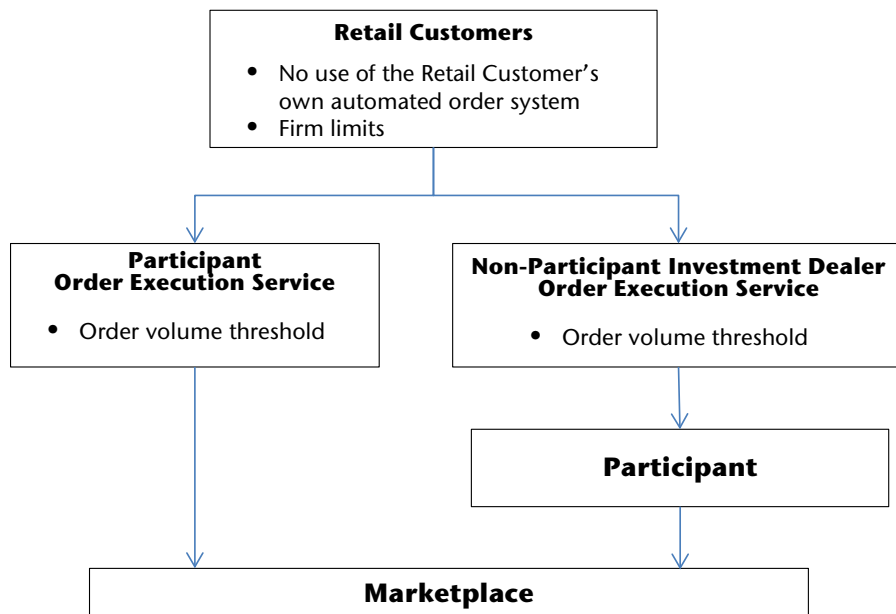 Retail Customers
• No use of the Retail Customer’s
own automated order system
• Firm limits
Participant
Order Execution Service
• Order volume threshold
Non-Participant Investment Dealer
Order Execution Service
• Order volume threshold
Participant
Marketplace